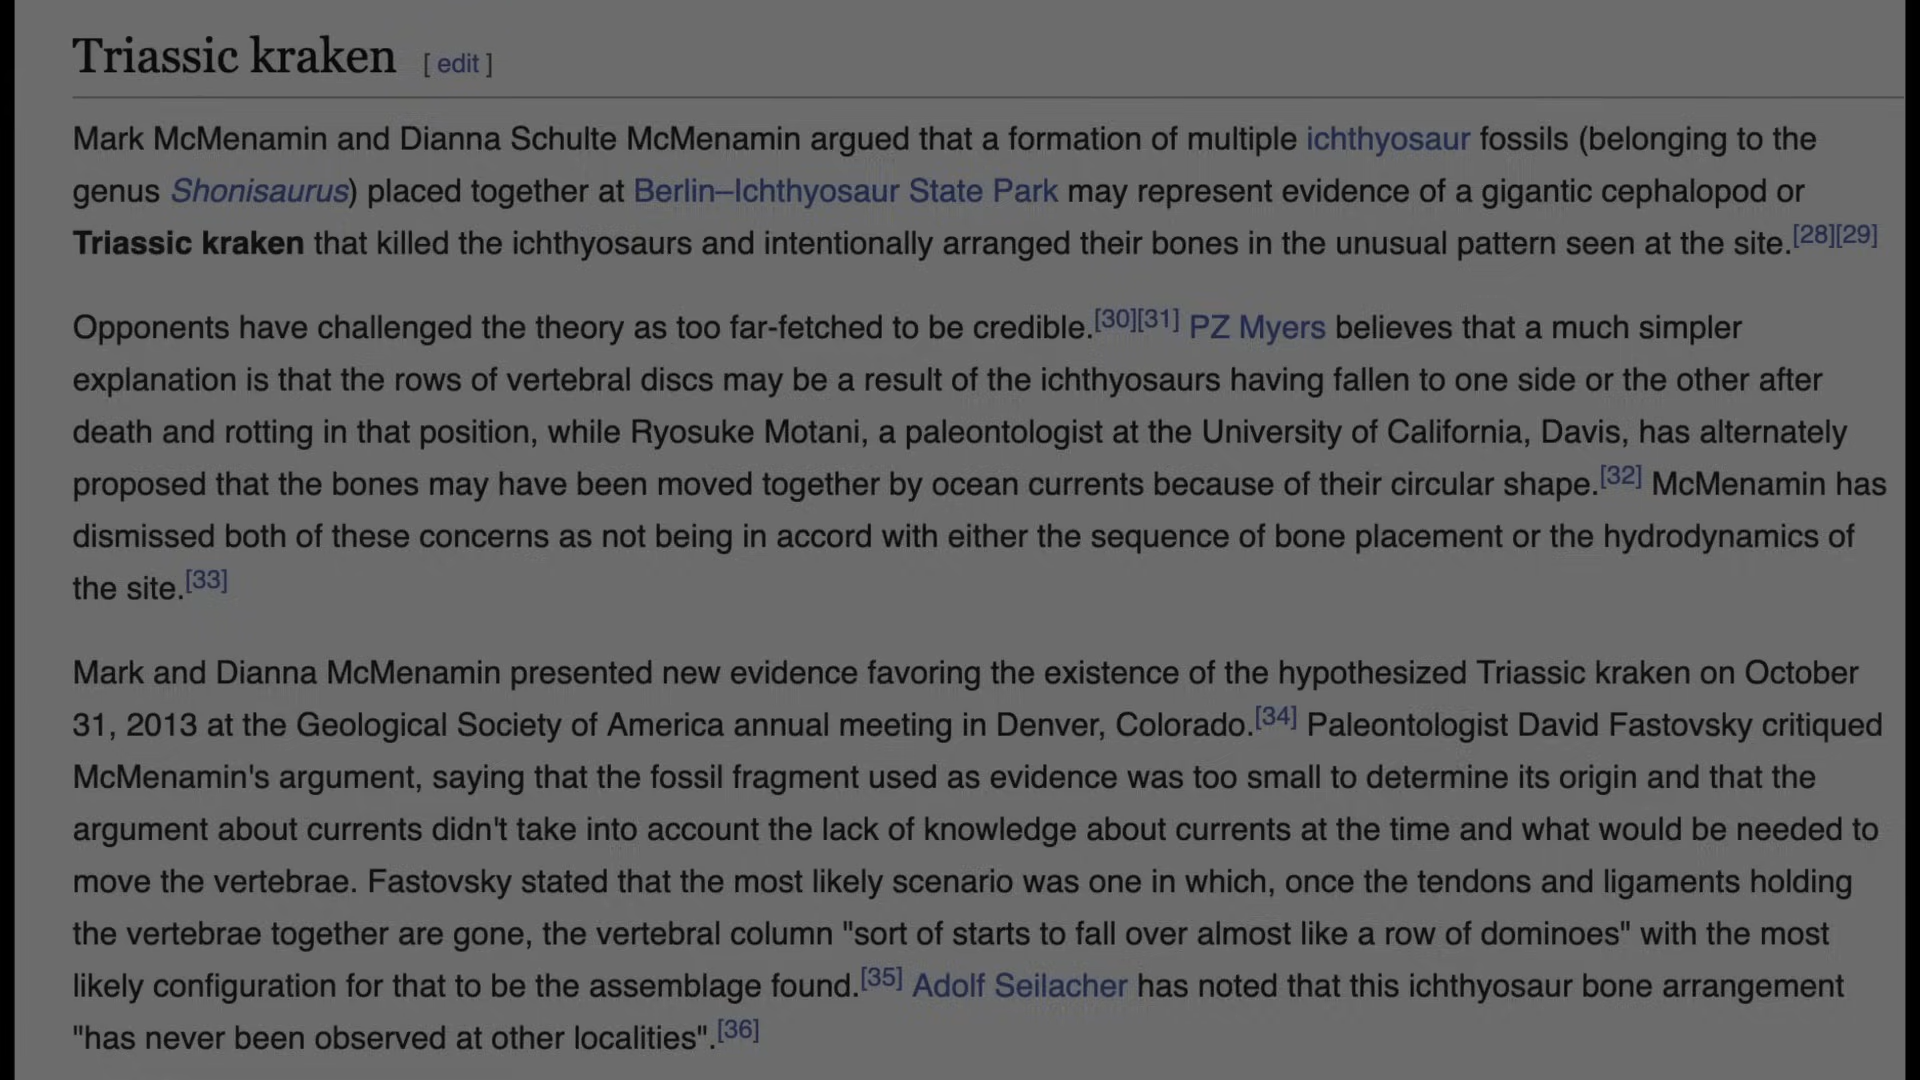 Triassic kraken [ edit ]
Mark McMenamin and Dianna Schulte McMenamin argued that a formation of multiple ichthyosaur fossils (belonging to the
genus Shonisaurus) placed together at Berlin–Ichthyosaur State Park may represent evidence of a gigantic cephalopod or
Triassic kraken that killed the ichthyosaurs and intentionally arranged their bones in the unusual pattern seen at the site.[28][29]
Opponents have challenged the theory as too far-fetched to be credible.[30][31] PZ Myers believes that a much simpler
explanation is that the rows of vertebral discs may be a result of the ichthyosaurs having fallen to one side or the other after
death and rotting in that position, while Ryosuke Motani, a paleontologist at the University of California, Davis, has alternately
proposed that the bones may have been moved together by ocean currents because of their circular shape.[32] McMenamin has
dismissed both of these concerns as not being in accord with either the sequence of bone placement or the hydrodynamics of
the site.[33]
Mark and Dianna McMenamin presented new evidence favoring the existence of the hypothesized Triassic kraken on October
31, 2013 at the Geological Society of America annual meeting in Denver, Colorado.[34] Paleontologist David Fastovsky critiqued
McMenamin's argument, saying that the fossil fragment used as evidence was too small to determine its origin and that the
argument about currents didn't take into account the lack of knowledge about currents at the time and what would be needed to
move the vertebrae. Fastovsky stated that the most likely scenario was one in which, once the tendons and ligaments holding
the vertebrae together are gone, the vertebral column "sort of starts to fall over almost like a row of dominoes" with the most
likely configuration for that to be the assemblage found.[35] Adolf Seilacher has noted that this ichthyosaur bone arrangement
"has never been observed at other localities".[36]